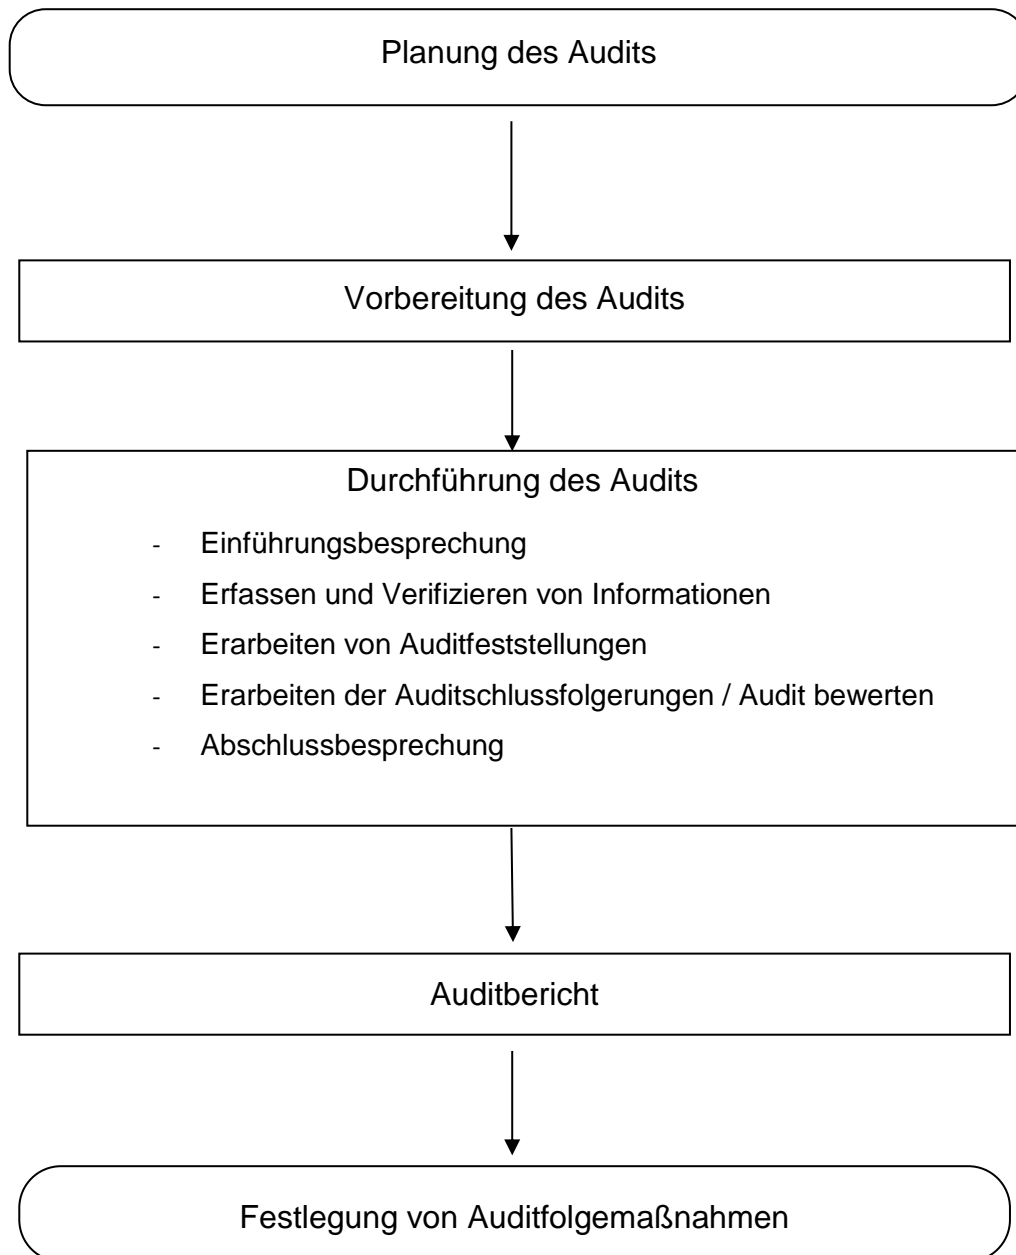 Planung des Audits
Vorbereitung des Audits
Durchführung des Audits
- Einführungsbesprechung
- Erfassen und Verifizieren von Informationen
- Erarbeiten von Auditfeststellungen
- Erarbeiten der Auditschlussfolgerungen / Audit bewerten
- Abschlussbesprechung
Auditbericht
Festlegung von Auditfolgemaßnahmen